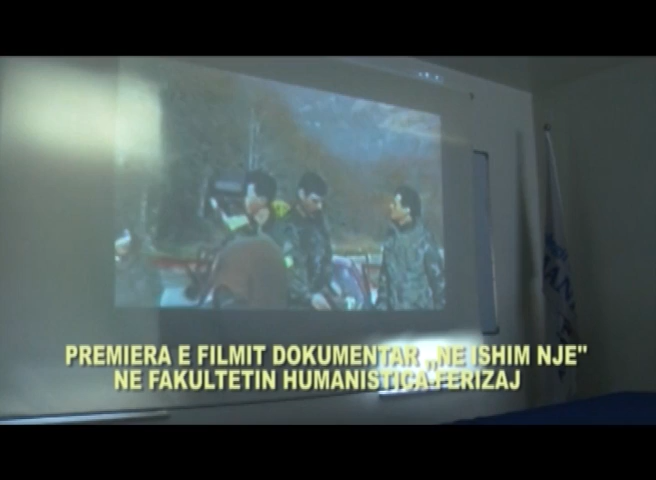 PREMIERA E FILMIT DOKUMENTAR „NE ISHIM NJE"
NE FAKULTETIN HUMANISTICA.FERIZAJ